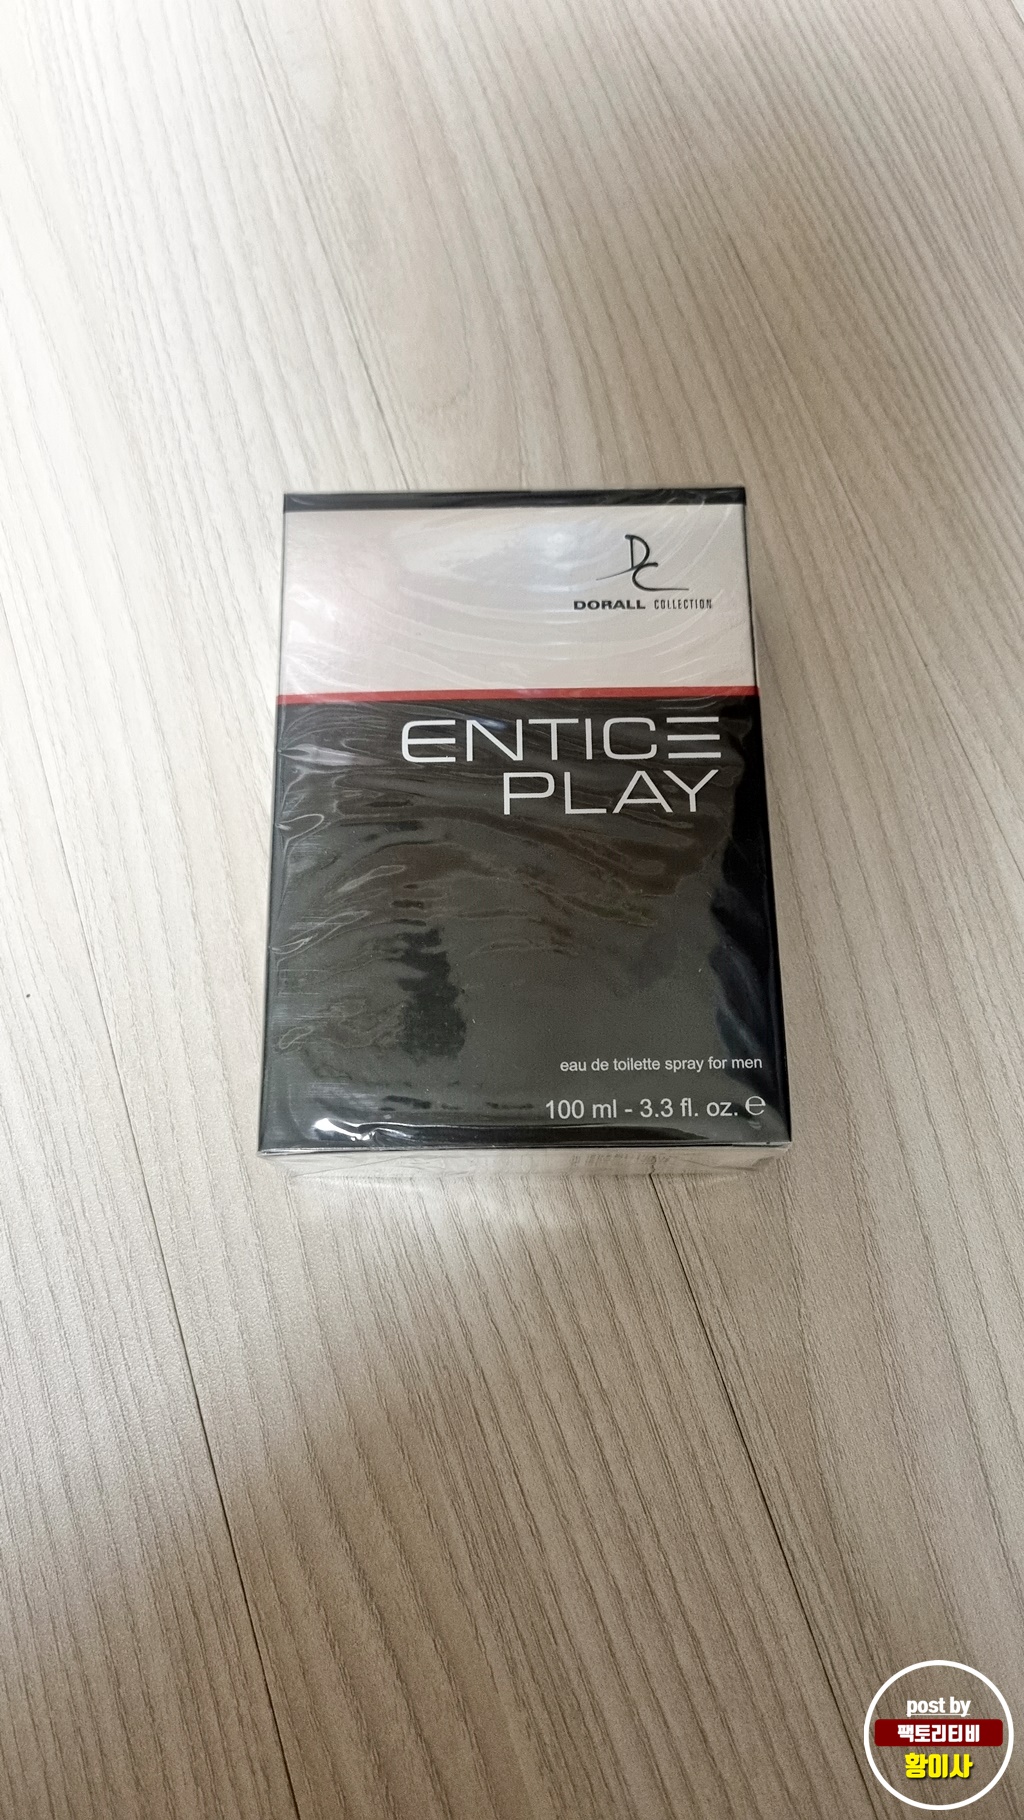 DC
DORALL COLLECTION
ENTICE
PLAY
eau de toilette spray for men
100 ml - 3.3 fl. oz. ℮
post by
팩토리티비
황이사